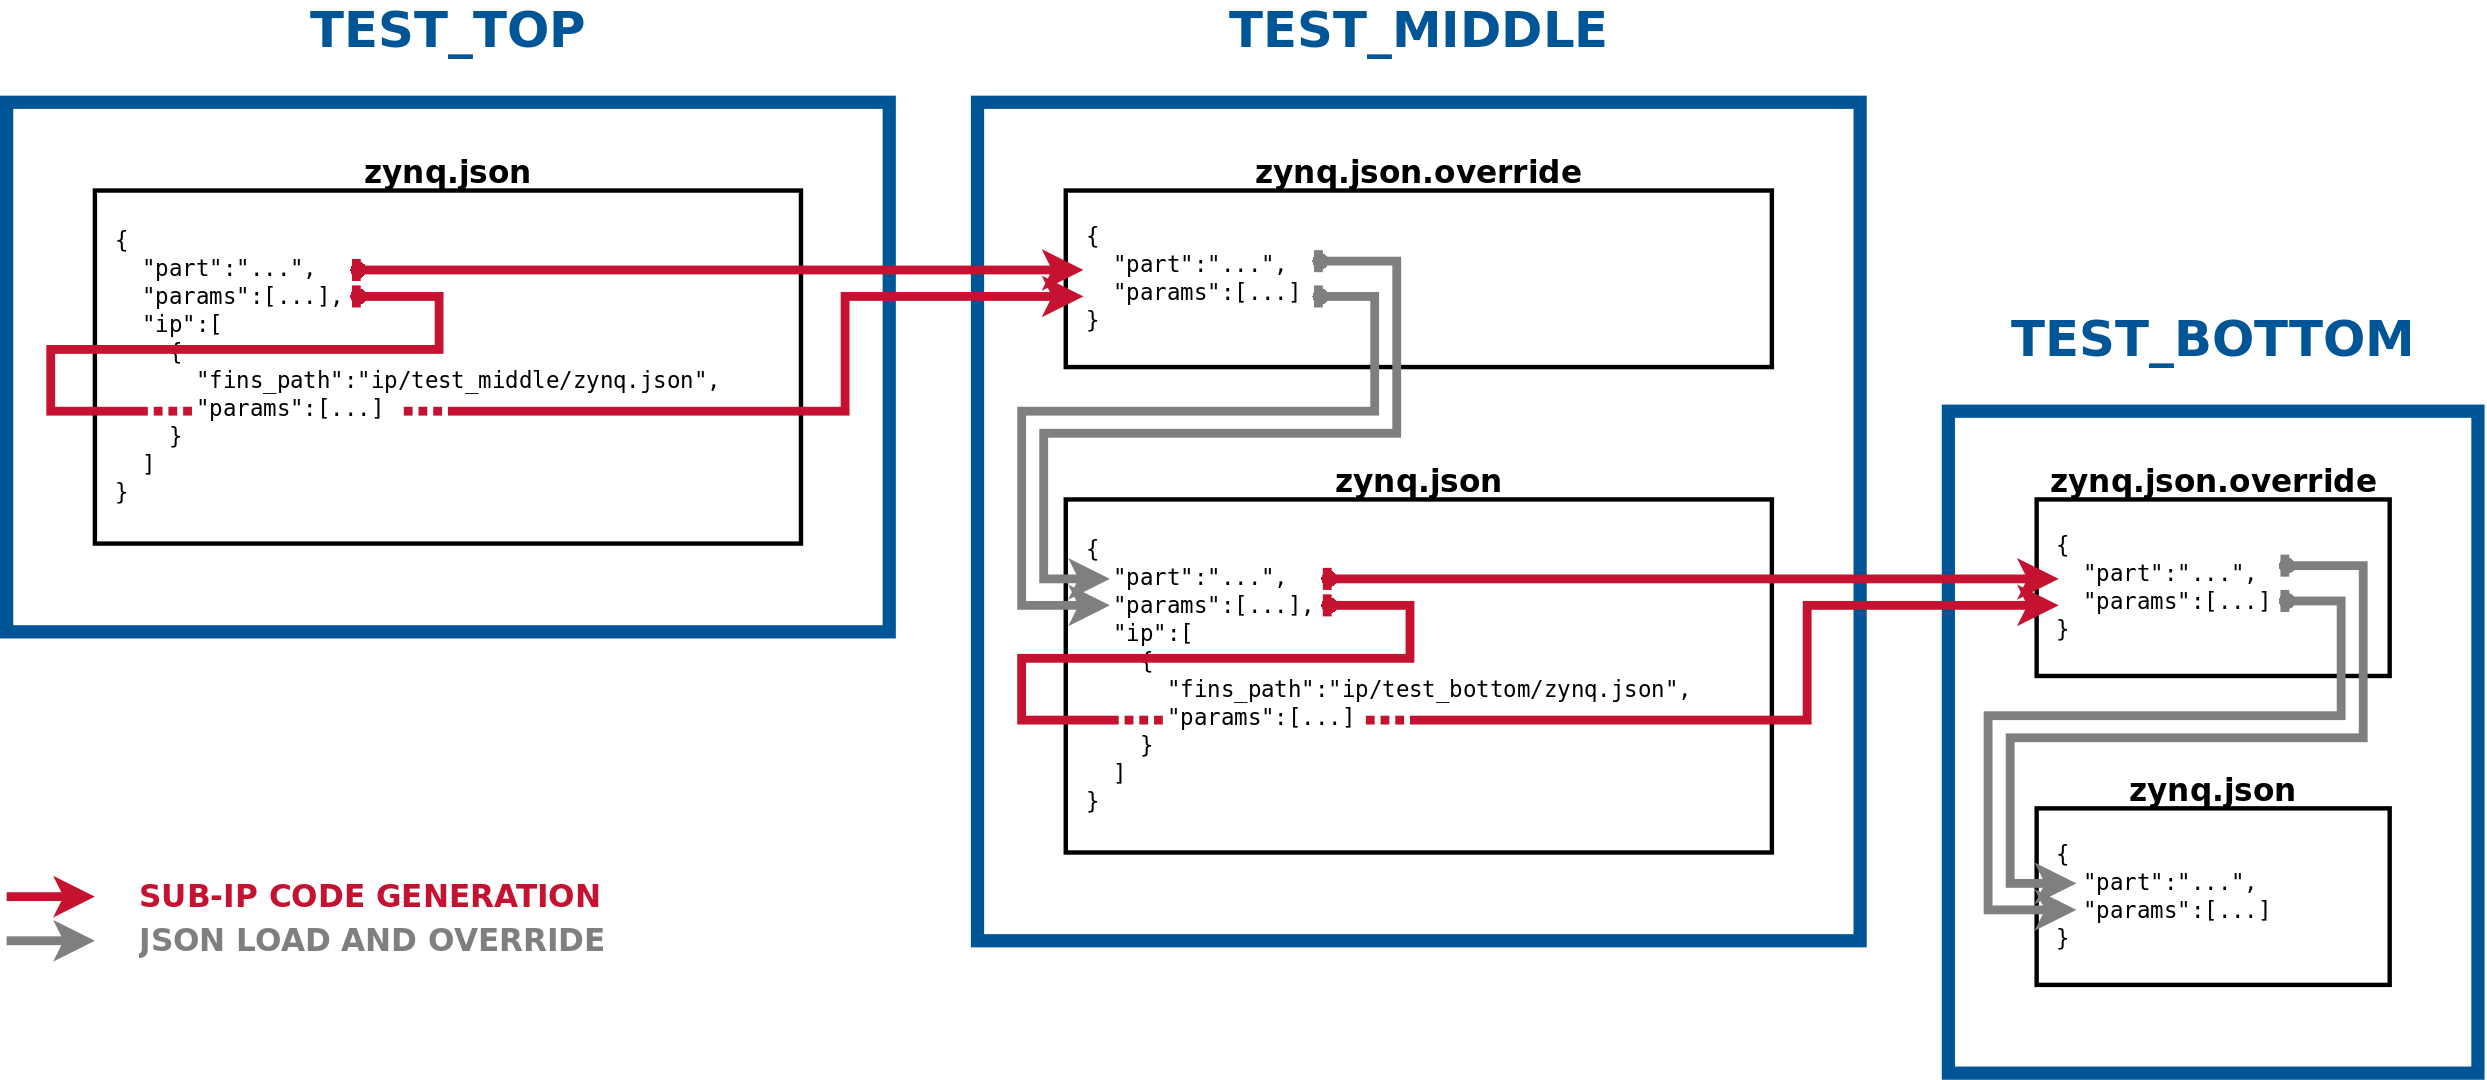 TEST_TOP
zynq.json
{
"part":"...",
"params":[...],
"ip":[
{
"fins_path":"ip/test_middle/zynq.json",
"params":[...]
}
]
}
TEST_MIDDLE
zynq.json.override
{
"part":"...",
"params":[...]
}
zynq.json
{
"part":"...",
"params":[...],
"ip":[
{
"fins_path":"ip/test_bottom/zynq.json",
"params":[...]
}
]
}
TEST_BOTTOM
zynq.json.override
{
"part":"...",
"params":[...]
}
zynq.json
{
"part":"...",
"params":[...]
}
SUB-IP CODE GENERATION
JSON LOAD AND OVERRIDE